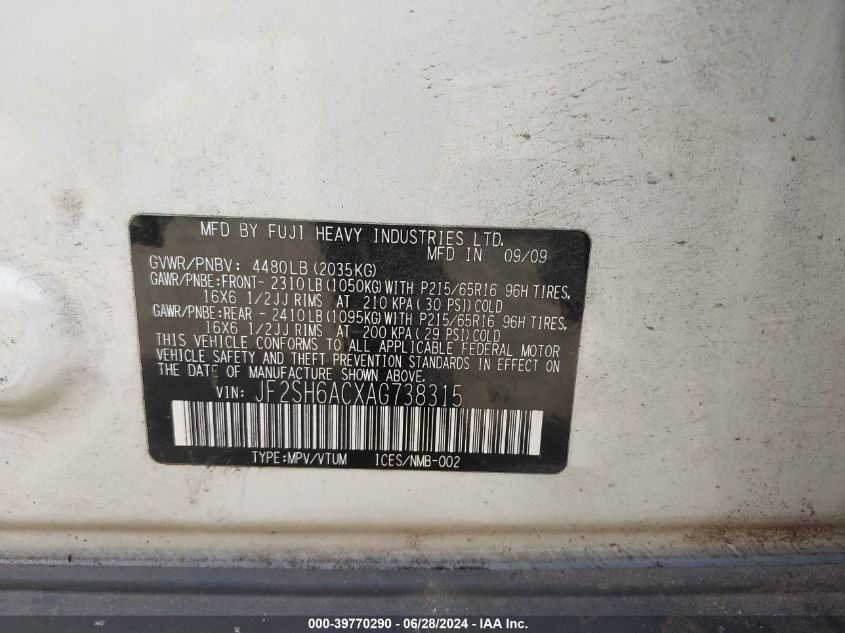 MFD BY FUJI HEAVY INDUSTRIES LTD.
MFD IN 09/09
GVWR/PNBV: 4480LB(2035KG)
GAWR/PNBE:FRONT- 2310LB(1050KG)WITH P215/65R16 96H TIRES,
16X6 1/2JJ RIMS AT 210 KPA(30 PSI)COLD
GAWR/PNBE:REAR - 2410LB(1095KG)WITH P215/65R16 96H TIRES,
16X6 1/2JJ RIMS AT 200 KPA(29 PSI)COLD
THIS VEHICLE CONFORMS TO ALL APPLICABLE FEDERAL MOTOR
VEHICLE SAFETY AND THEFT PREVENTION STANDARDS IN EFFECT ON
THE DATE OF MANUFACTURE SHOWN ABOVE.
VIN: JF2SH6ACXAG738315
TYPE:MPV/VTUM ICES/NMB-002
000-39770290 - 06/28/2024 - IAA Inc.